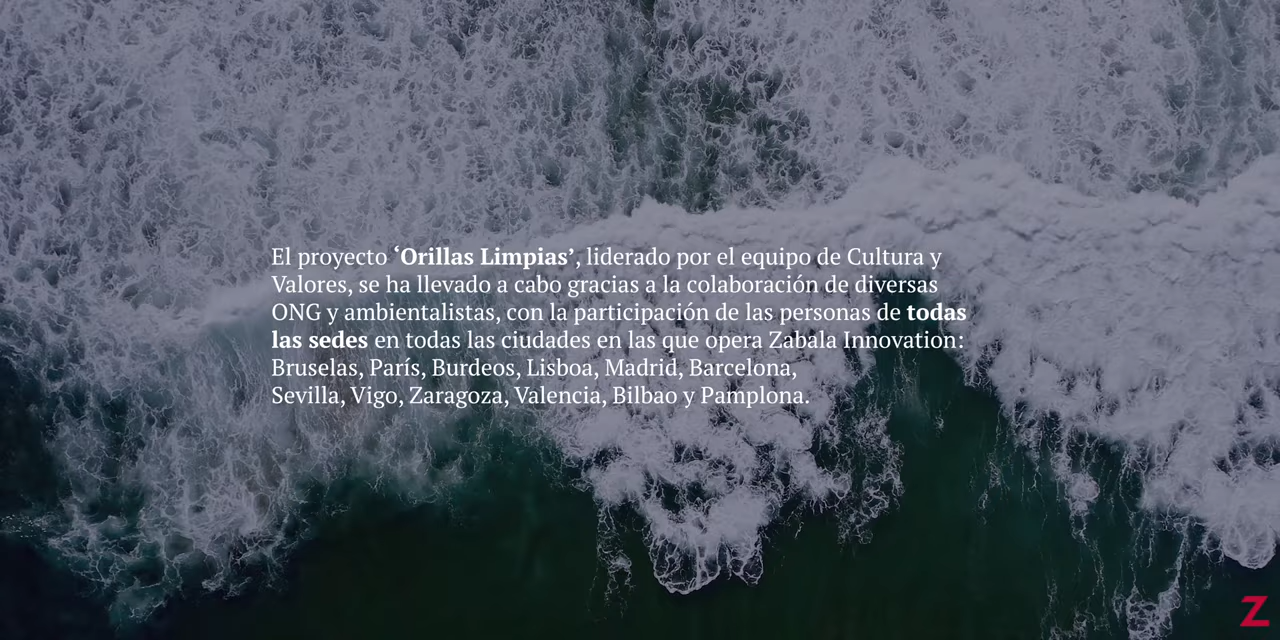 El proyecto ‘Orillas Limpias’, liderado por el equipo de Cultura y
Valores, se ha llevado a cabo gracias a la colaboración de diversas
ONG y ambientalistas, con la participación de las personas de todas
las sedes en todas las ciudades en las que opera Zabala Innovation:
Bruselas, París, Burdeos, Lisboa, Madrid, Barcelona,
Sevilla, Vigo, Zaragoza, Valencia, Bilbao y Pamplona.
Z